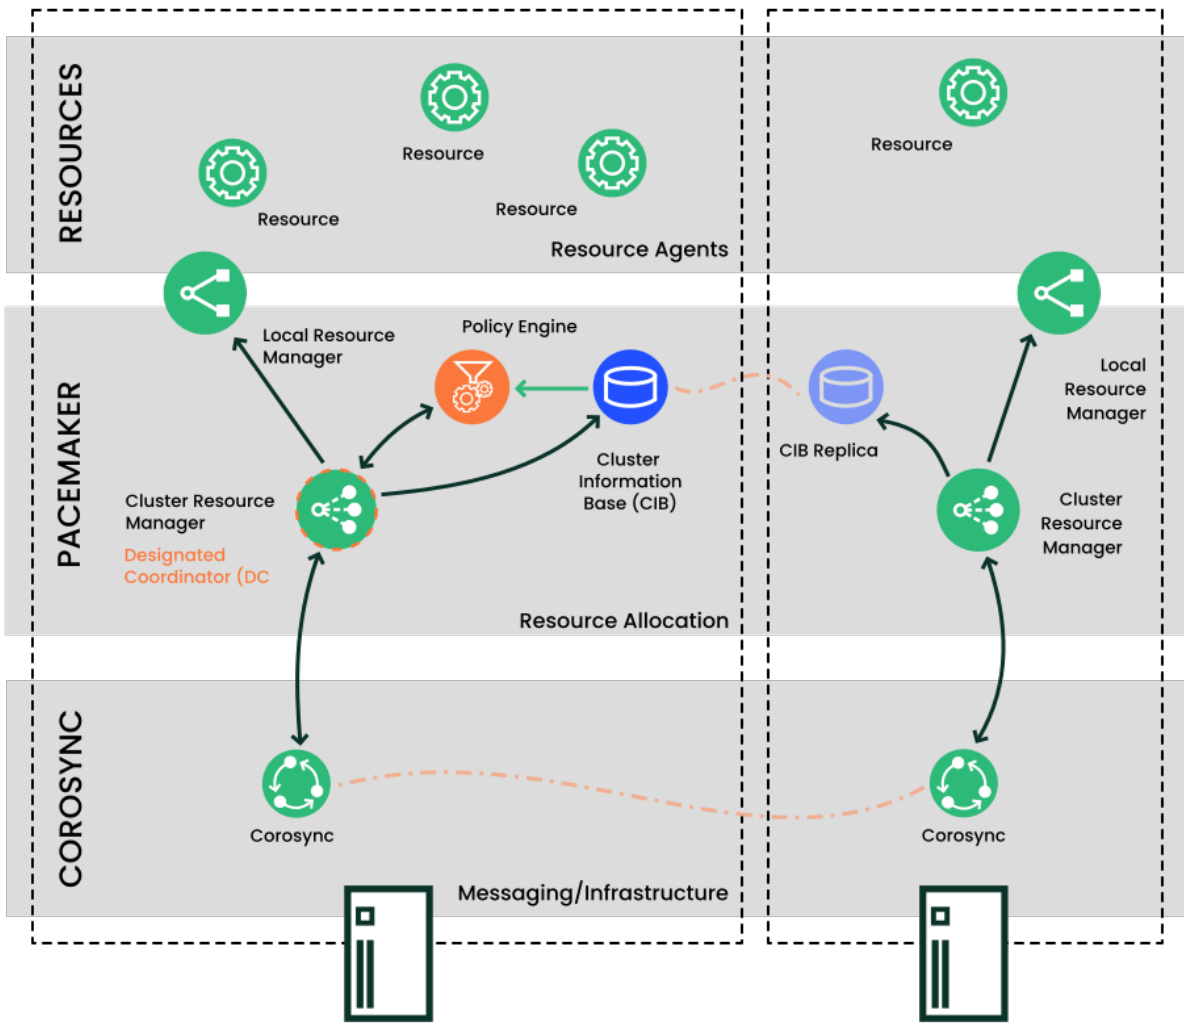 RESOURCES
Resource
Resource
Resource
Resource
Resource Agents
PACEMAKER
Local Resource
Manager
Policy Engine
Cluster
Information
Base (CIB)
Cluster Resource
Manager
Designated
Coordinator (DC
Resource Allocation
CIB Replica
Local
Resource
Manager
Cluster
Resource
Manager
COROSYNC
Corosync
Corosync
Messaging/Infrastructure